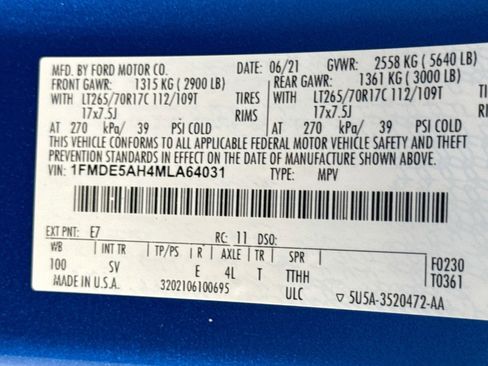 MFD. BY FORD MOTOR CO. DATE: 06/21 GVWR: 2558 KG (5640 LB)
FRONT GAWR: 1315 KG (2900 LB) REAR GAWR: 1361 KG (3000 LB)
WITH LT265/70R17C 112/109T TIRES WITH LT265/70R17C 112/109T
17x7.5J RIMS 17x7.5J
AT 270 kPa/ 39 PSI COLD AT 270 kPa/ 39 PSI COLD
THIS VEHICLE CONFORMS TO ALL APPLICABLE FEDERAL MOTOR VEHICLE SAFETY AND
THEFT PREVENTION STANDARDS IN EFFECT ON THE DATE OF MANUFACTURE SHOWN ABOVE.
VIN: 1FMDE5AH4MLA64031 TYPE: MPV
EXT PNT: E7 RC: 11 DSO:
WB INT TR TP/PS R AXLE TR SPR F0230
100 SV E 4L T TTHH T0361
MADE IN U.S.A. 3202106100695 ULC ▽ 5U5A-3520472-AA